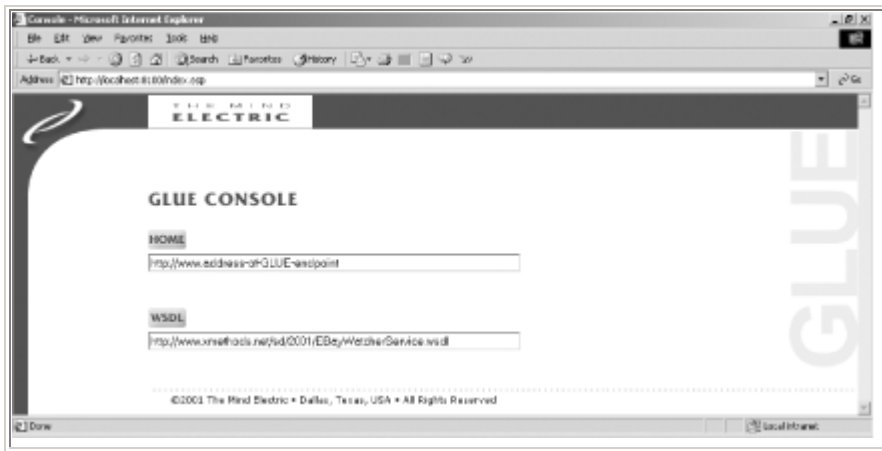 Console - Microsoft Internet Explorer
File Edit View Favorites Tools Help
Back Search Favorites History
Address http://localhost:8100/index.asp Go
THE MIND
ELECTRIC
GLUE
GLUE CONSOLE
HOME
http://www.address-of-GLUE-endpoint
WSDL
http://www.xmethods.net/sd/2001/EBayWatcherService.wsdl
©2001 The Mind Electric • Dallas, Texas, USA • All Rights Reserved
Done Local intranet